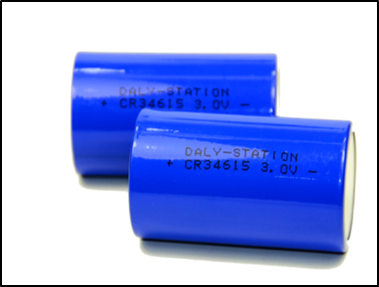 DALY-STATION
+ CR34615 3.0V -
DALY-STATION
+ CR34615 3.0V -